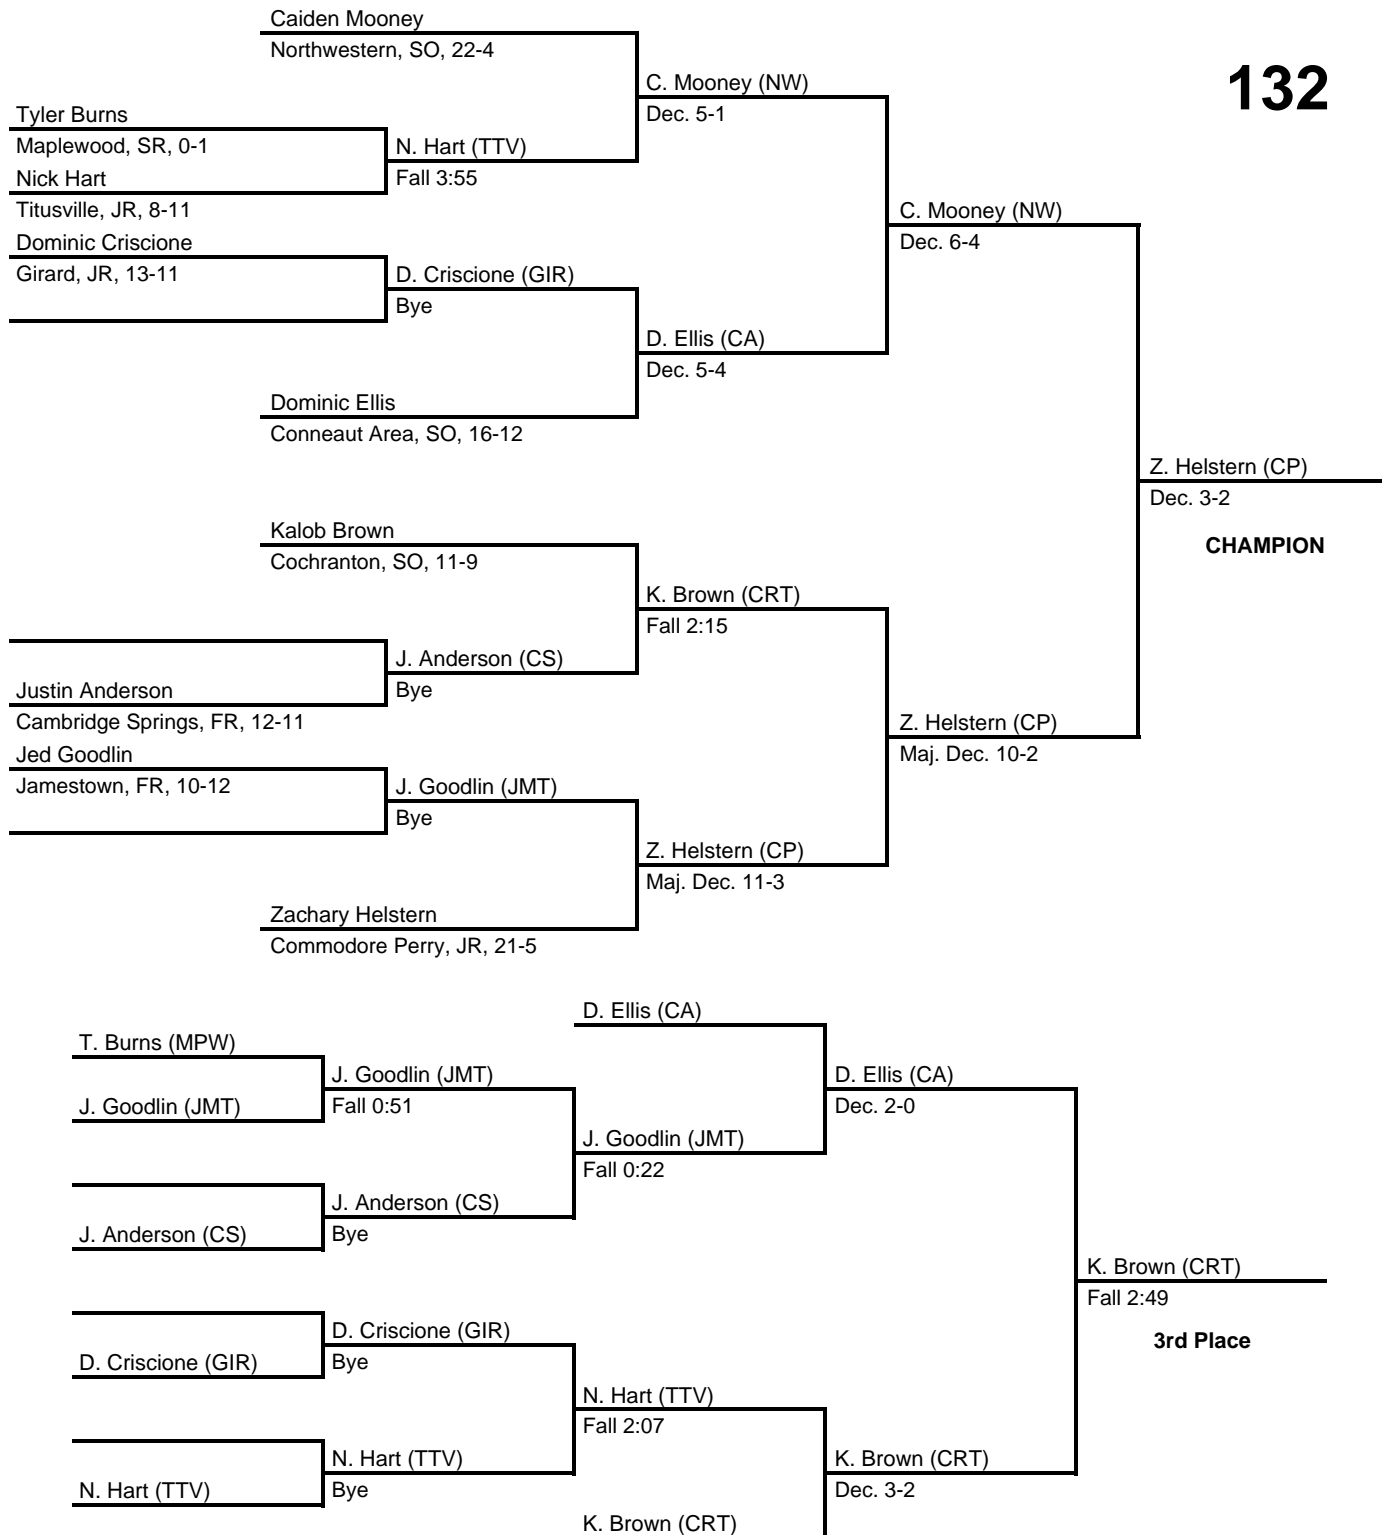 Caiden Mooney
Northwestern, SO, 22-4
132
C. Mooney (NW)
Dec. 5-1
Tyler Burns
Maplewood, SR, 0-1
N. Hart (TTV)
Fall 3:55
Nick Hart
Titusville, JR, 8-11
C. Mooney (NW)
Dec. 6-4
Dominic Criscione
Girard, JR, 13-11
D. Criscione (GIR)
Bye
D. Ellis (CA)
Dec. 5-4
Dominic Ellis
Conneaut Area, SO, 16-12
Z. Helstern (CP)
Dec. 3-2
CHAMPION
Kalob Brown
Cochranton, SO, 11-9
K. Brown (CRT)
Fall 2:15
J. Anderson (CS)
Bye
Justin Anderson
Cambridge Springs, FR, 12-11
Z. Helstern (CP)
Maj. Dec. 10-2
Jed Goodlin
Jamestown, FR, 10-12
J. Goodlin (JMT)
Bye
Z. Helstern (CP)
Maj. Dec. 11-3
Zachary Helstern
Commodore Perry, JR, 21-5
D. Ellis (CA)
T. Burns (MPW)
J. Goodlin (JMT)
Fall 0:51
J. Goodlin (JMT)
D. Ellis (CA)
Dec. 2-0
J. Goodlin (JMT)
Fall 0:22
J. Anderson (CS)
Bye
J. Anderson (CS)
K. Brown (CRT)
Fall 2:49
3rd Place
D. Criscione (GIR)
Bye
D. Criscione (GIR)
N. Hart (TTV)
Fall 2:07
N. Hart (TTV)
Bye
N. Hart (TTV)
K. Brown (CRT)
Dec. 3-2
K. Brown (CRT)